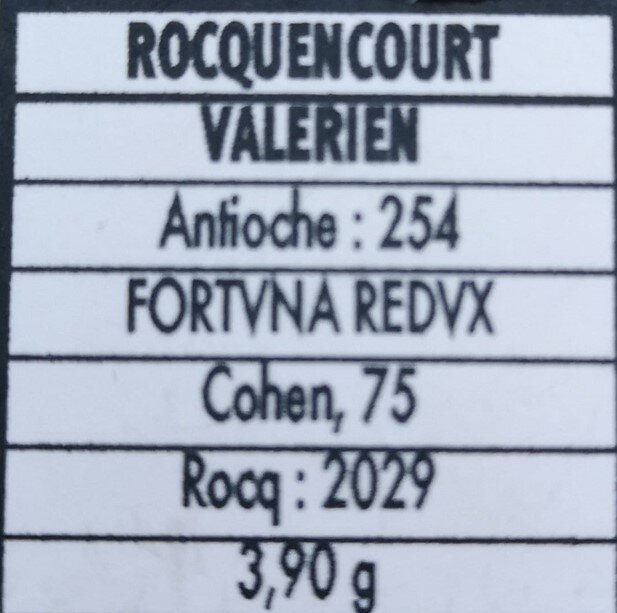 ROCQUENCOURT
VALERIEN
Antioche : 254
FORTVNA REDVX
Cohen, 75
Rocq : 2029
3,90 g